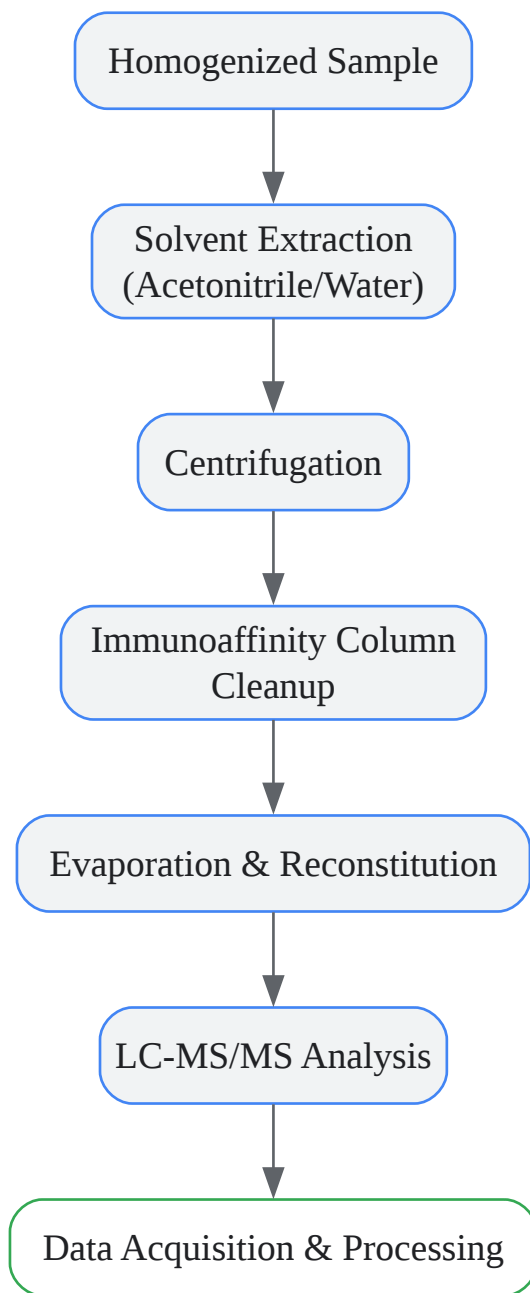 Homogenized Sample
Solvent Extraction
(Acetonitrile/Water)
Centrifugation
Immunoaffinity Column
Cleanup
Evaporation & Reconstitution
LC-MS/MS Analysis
Data Acquisition & Processing